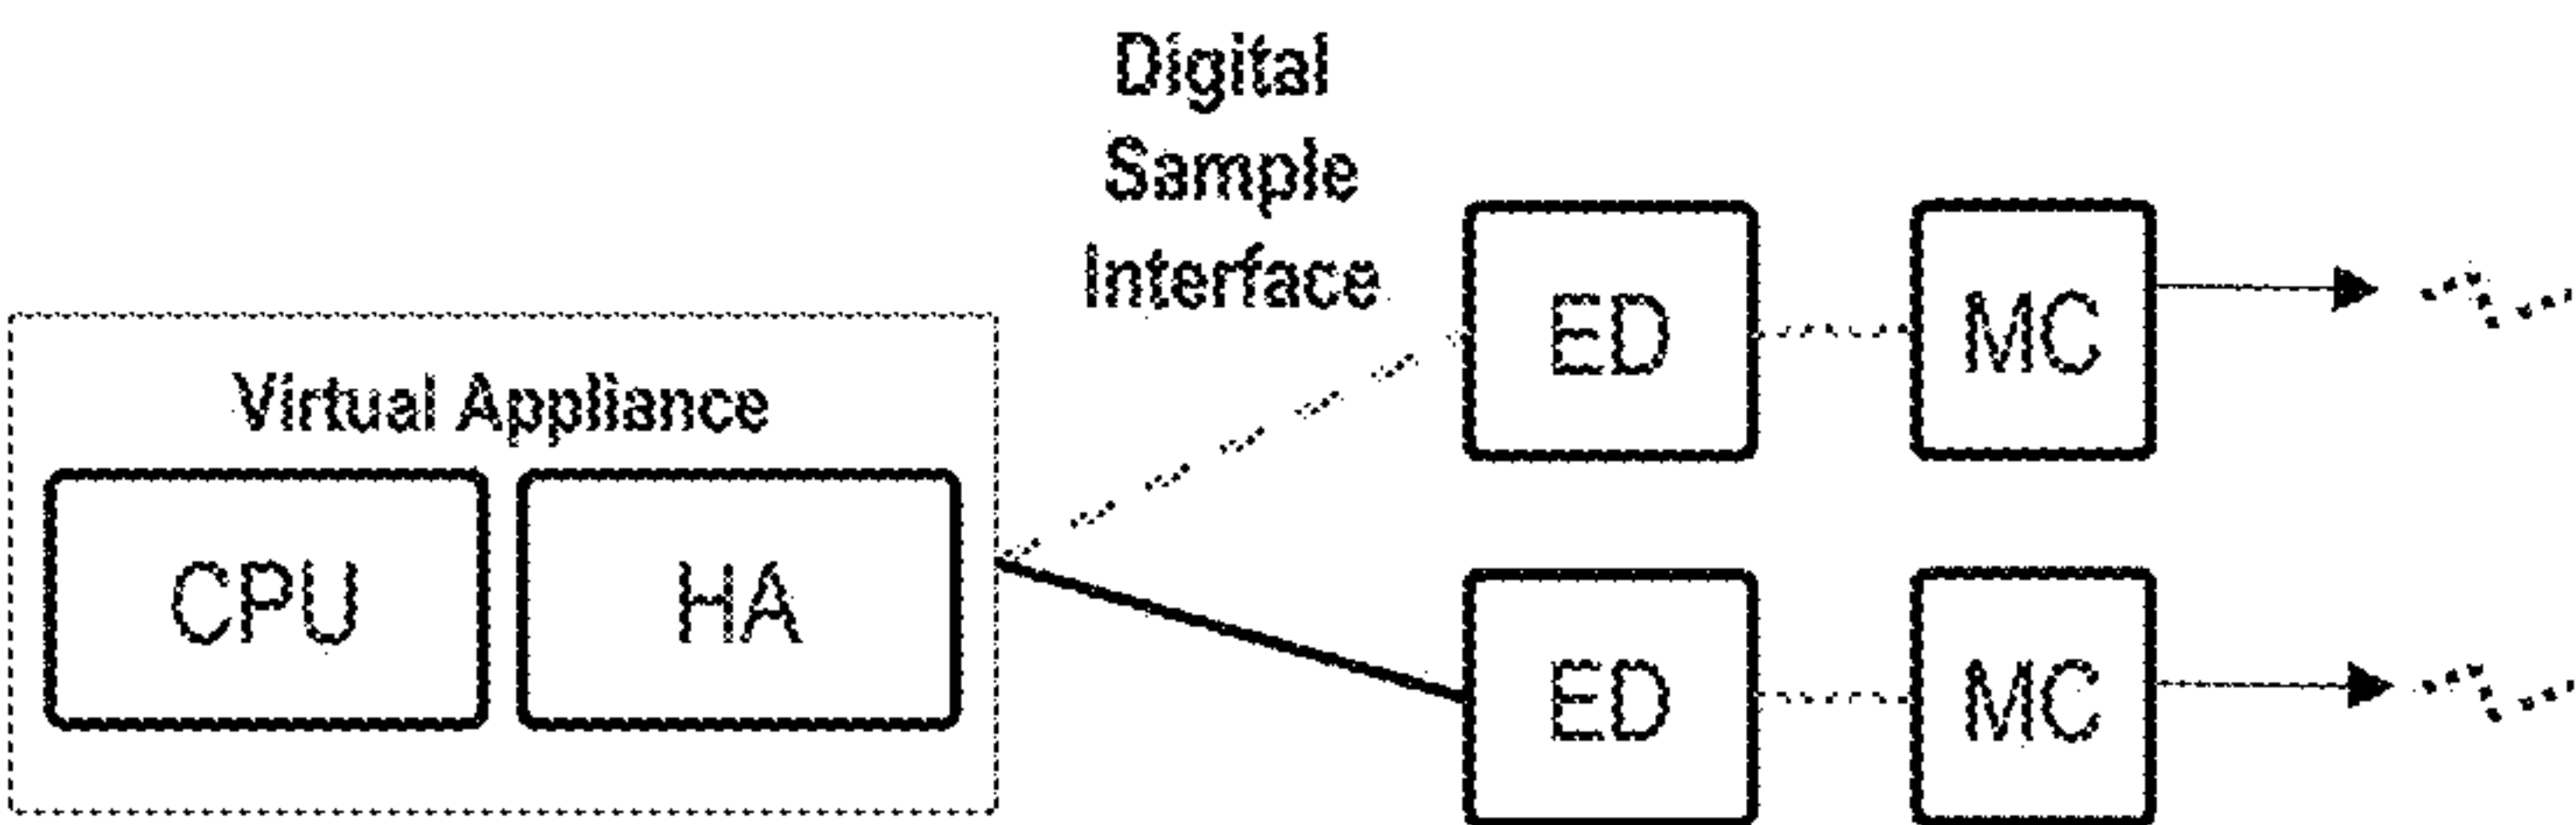 Digital
Sample
Interface
Virtual Appliance
CPU
HA
ED
MC
ED
MC